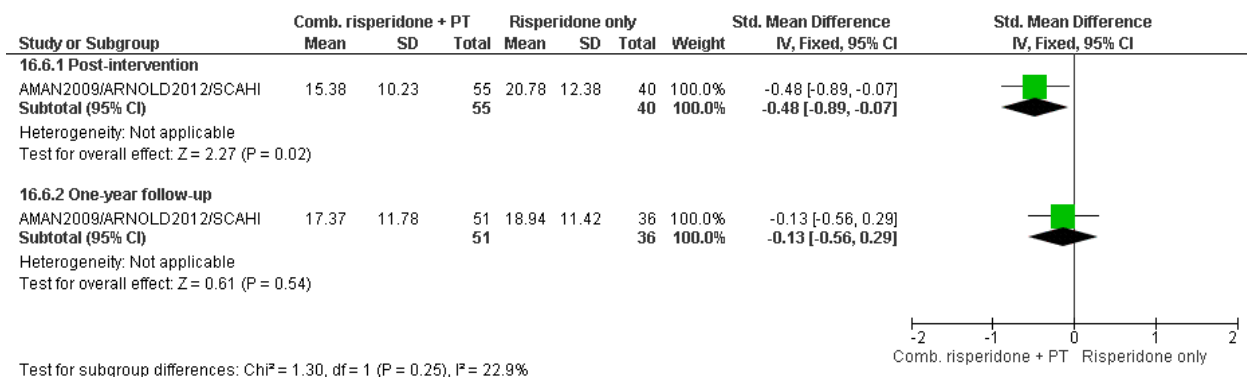 Comb. risperidone + PT Risperidone only Std. Mean Difference Std. Mean Difference
Study or Subgroup Mean SD Total Mean SD Total Weight IV, Fixed, 95% CI IV, Fixed, 95% CI
16.6.1 Post-intervention
AMAN2009/ARNOLD2012/SCAHI 15.38 10.23 55 20.78 12.38 40 100.0% -0.48 [-0.89, -0.07]
Subtotal (95% CI) 55 40 100.0% -0.48 [-0.89, -0.07]
Heterogeneity: Not applicable
Test for overall effect: Z = 2.27 (P = 0.02)
16.6.2 One-year follow-up
AMAN2009/ARNOLD2012/SCAHI 17.37 11.78 51 18.94 11.42 36 100.0% -0.13 [-0.56, 0.29]
Subtotal (95% CI) 51 36 100.0% -0.13 [-0.56, 0.29]
Heterogeneity: Not applicable
Test for overall effect: Z = 0.61 (P = 0.54)
-2 -1 0 1 2
Comb. risperidone + PT Risperidone only
Test for subgroup differences: Chi² = 1.30, df = 1 (P = 0.25), I² = 22.9%